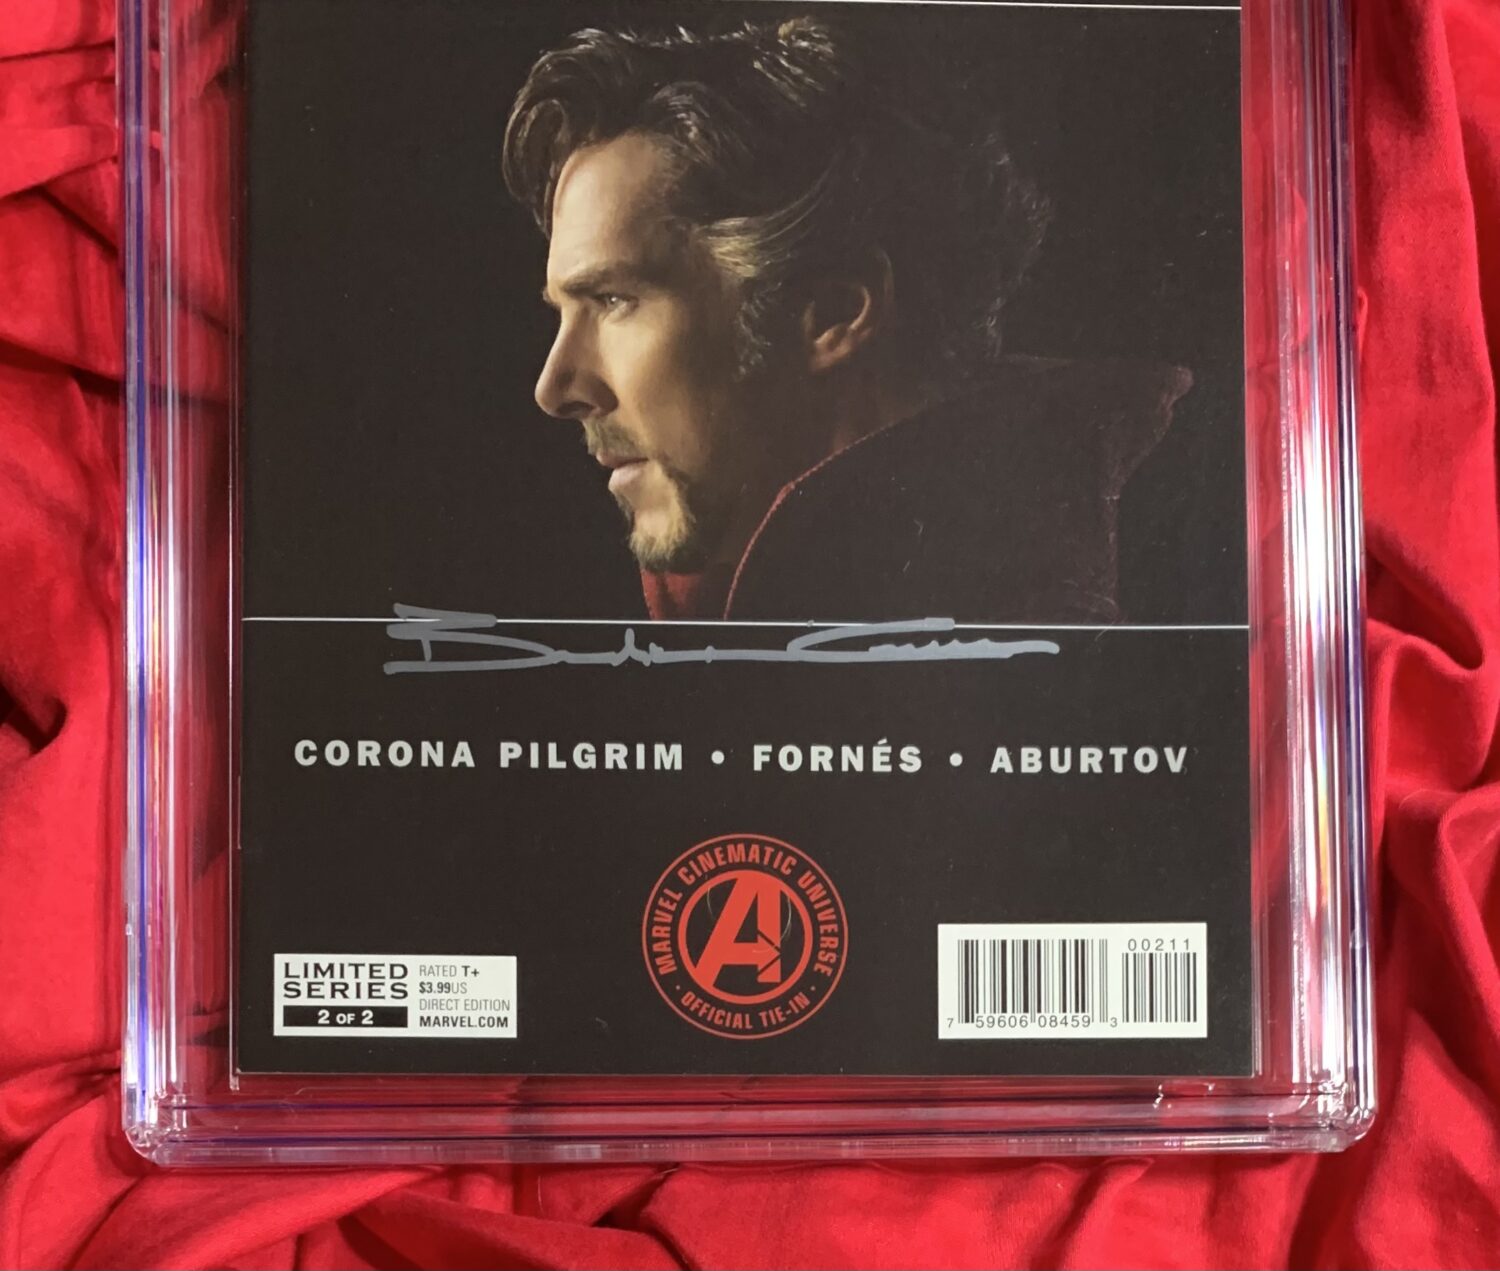 CORONA PILGRIM • FORNÉS • ABURTOV
MARVEL CINEMATIC UNIVERSE
• OFFICIAL TIE-IN •
A
LIMITED
SERIES
2 OF 2
RATED T+
$3.99US
DIRECT EDITION
MARVEL.COM
00211
7 59606 08459 3